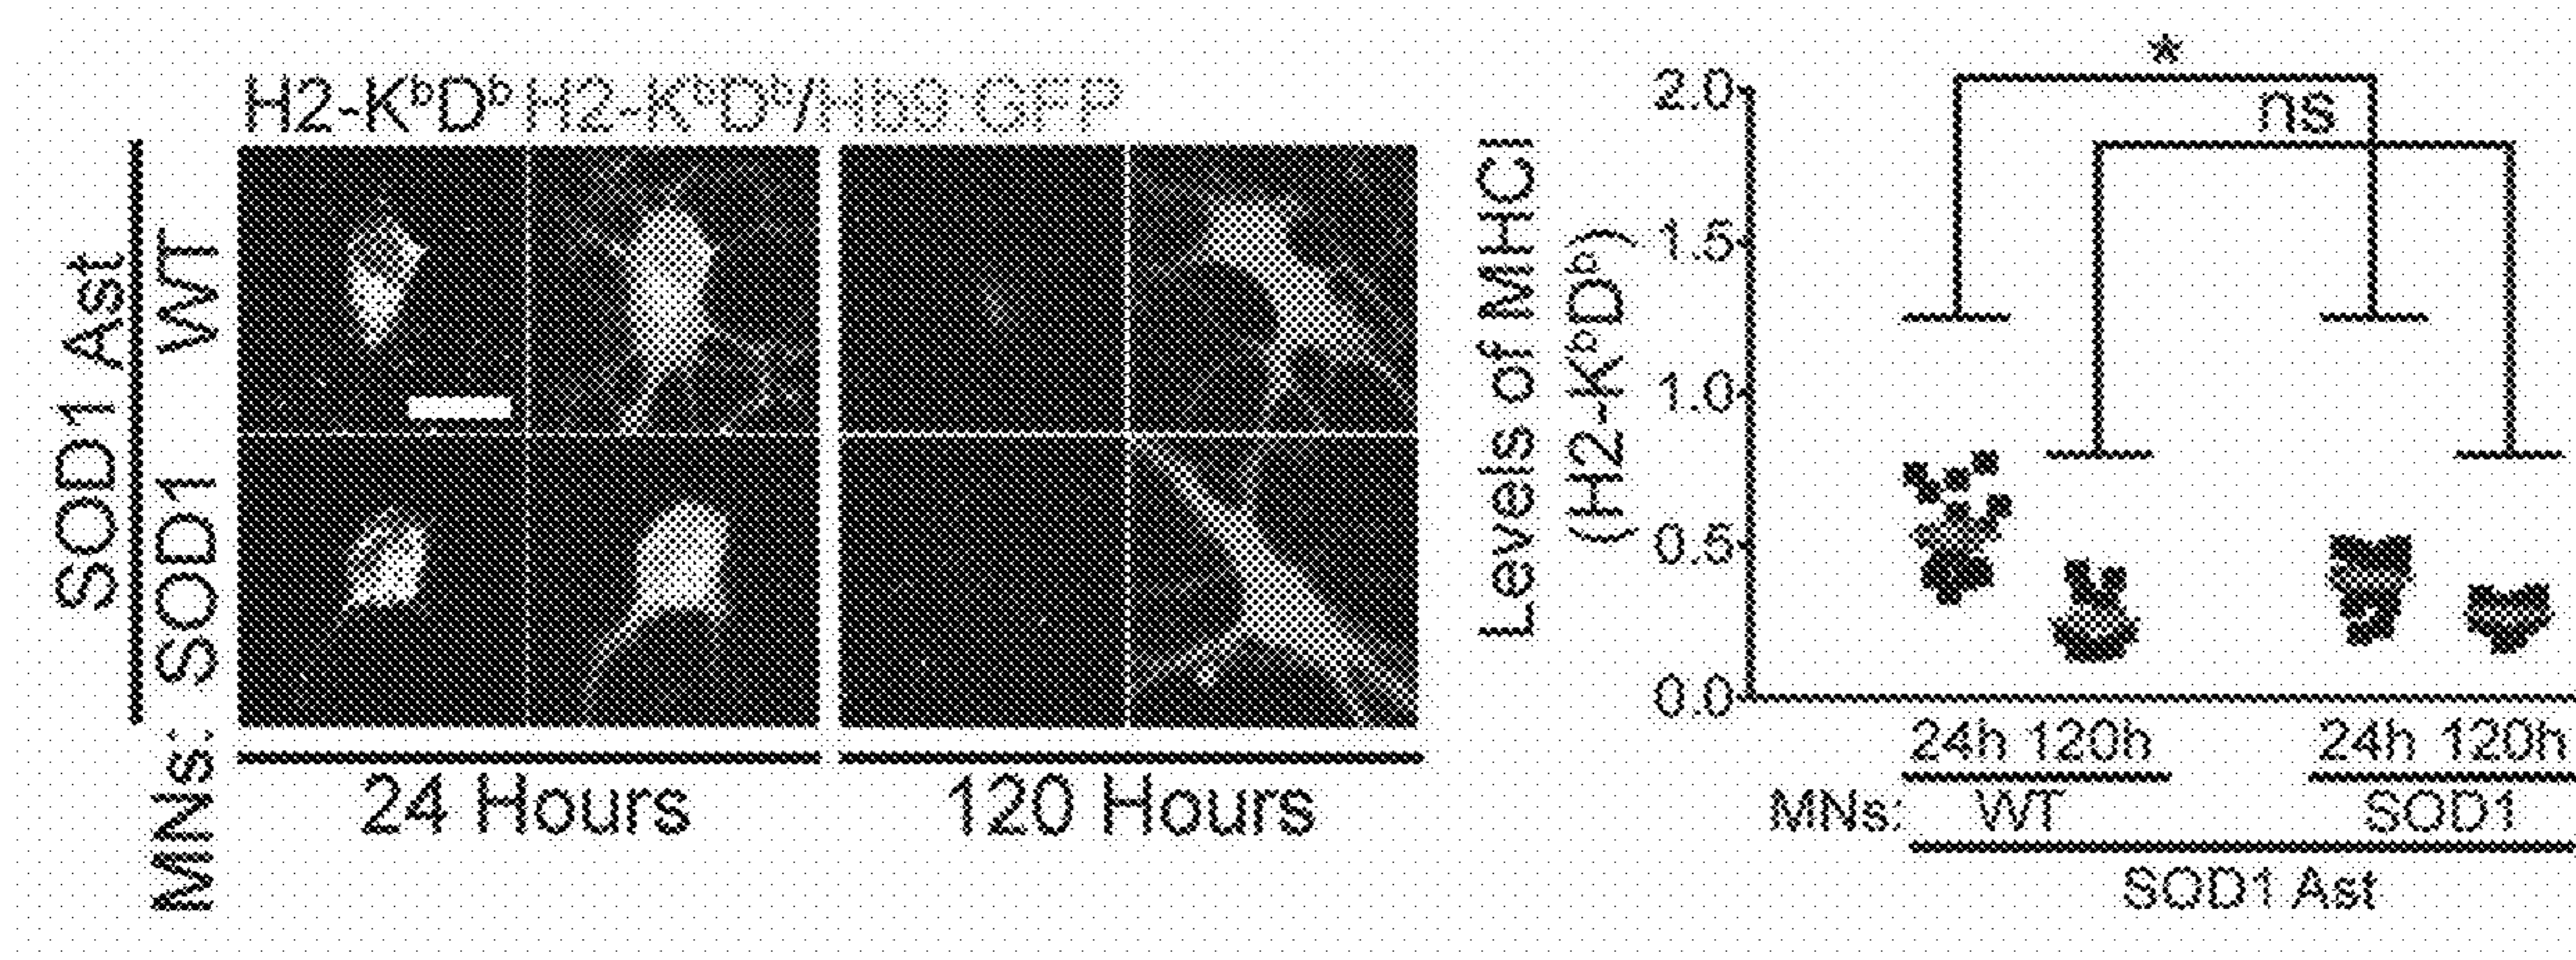 H2-KᵇDᵇ H2-KᵇDᵇ/Hb9:GFP
SOD1 Ast
WT
SOD1
MNs:
24 Hours
120 Hours
Levels of MHCI
(H2-KᵇDᵇ)
2.0
1.5
1.0
0.5
0.0
*
ns
24h 120h 24h 120h
MNs: WT SOD1
SOD1 Ast